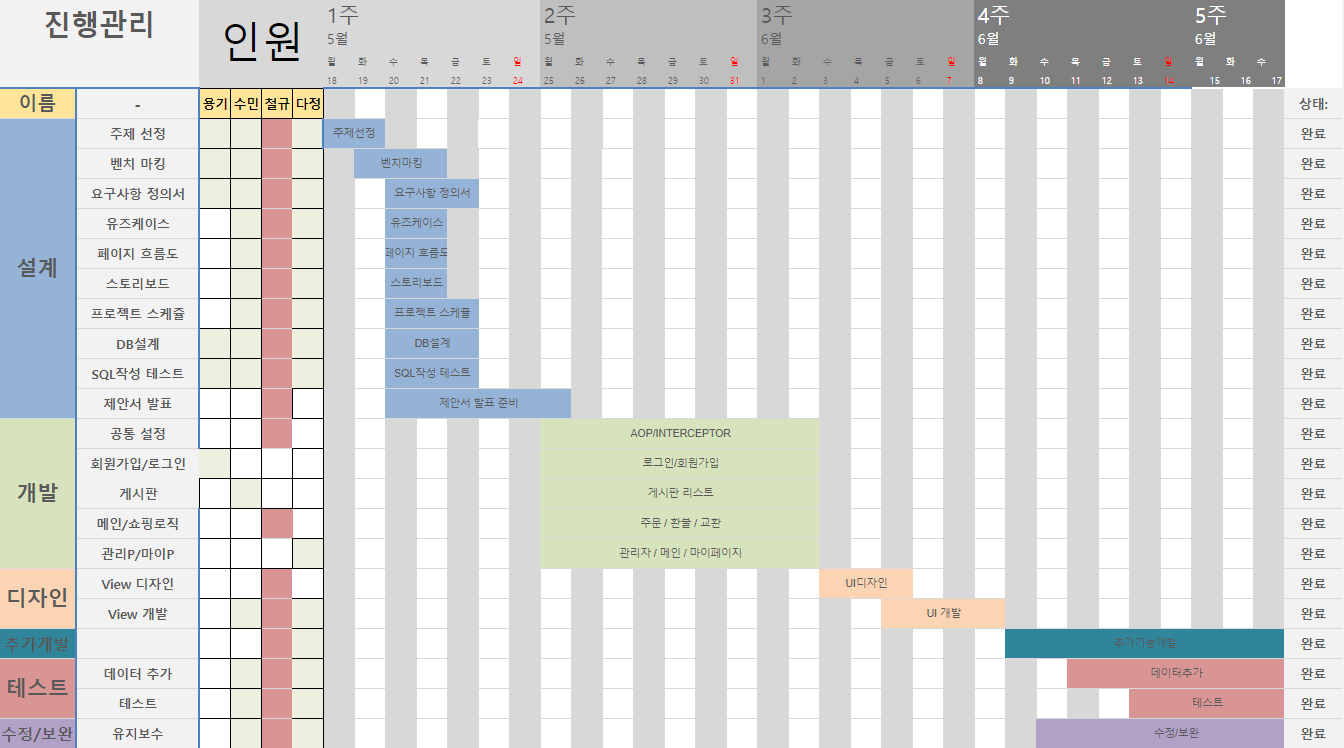 진행관리
인원
1주 2주 3주 4주 5주
5월 5월 6월 6월 6월
월 화 수 목 금 토 일 월 화 수 목 금 토 일 월 화 수 목 금 토 일 월 화 수 목 금 토 일 월 화 수
18 19 20 21 22 23 24 25 26 27 28 29 30 31 1 2 3 4 5 6 7 8 9 10 11 12 13 14 15 16 17
이름 - 용기 수민 철규 다정 상태:
설계
주제 선정 주제선정 완료
벤치 마킹 벤치마킹 완료
요구사항 정의서 요구사항 정의서 완료
유즈케이스 유즈케이스 완료
페이지 흐름도 페이지 흐름도 완료
스토리보드 스토리보드 완료
프로젝트 스케줄 프로젝트 스케줄 완료
DB설계 DB설계 완료
SQL작성 테스트 SQL작성 테스트 완료
제안서 발표 제안서 발표 준비 완료
개발
공통 설정 AOP/INTERCEPTOR 완료
회원가입/로그인 로그인/회원가입 완료
게시판 게시판 리스트 완료
메인/쇼핑로직 주문 / 환불 / 교환 완료
관리P/마이P 관리자 / 메인 / 마이페이지 완료
디자인
View 디자인 UI디자인 완료
View 개발 UI 개발 완료
추가개발 추가기능개발 완료
테스트
데이터 추가 데이터추가 완료
테스트 테스트 완료
수정/보완 유지보수 수정/보완 완료